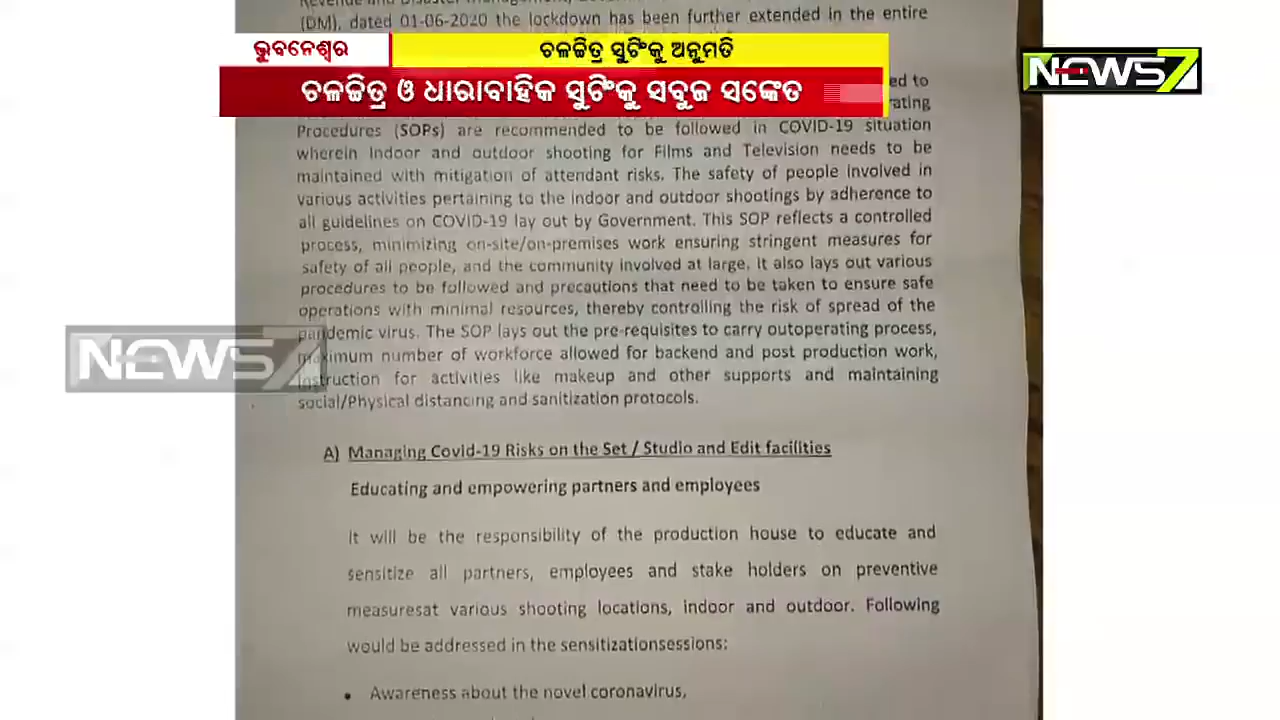 (DM), dated 01-06-2020 the lockdown has been further extended in the entire
ଭୁବନେଶ୍ୱର
ଚଳଚ୍ଚିତ୍ର ସୁଟିଂକୁ ଅନୁମତି
ଚଳଚ୍ଚିତ୍ର ଓ ଧାରାବାହିକ ସୁଟିଂକୁ ସବୁଜ ସଙ୍କେତ
NEWS7
ed to
rating
Procedures (SOPs) are recommended to be followed in COVID-19 situation
wherein Indoor and outdoor shooting for Films and Television needs to be
maintained with mitigation of attendant risks. The safety of people involved in
various activities pertaining to the indoor and outdoor shootings by adherence to
all guidelines on COVID-19 lay out by Government. This SOP reflects a controlled
process, minimizing on-site/on-premises work ensuring stringent measures for
safety of all people, and the community involved at large. It also lays out various
procedures to be followed and precautions that need to be taken to ensure safe
operations with minimal resources, thereby controlling the risk of spread of the
pandemic virus. The SOP lays out the pre-requisites to carry outoperating process,
maximum number of workforce allowed for backend and post production work,
instruction for activities like makeup and other supports and maintaining
social/Physical distancing and sanitization protocols.
NEWS7
A) Managing Covid-19 Risks on the Set / Studio and Edit facilities
Educating and empowering partners and employees
It will be the responsibility of the production house to educate and
sensitize all partners, employees and stake holders on preventive
measuresat various shooting locations, indoor and outdoor. Following
would be addressed in the sensitizationsessions:
• Awareness about the novel coronavirus,